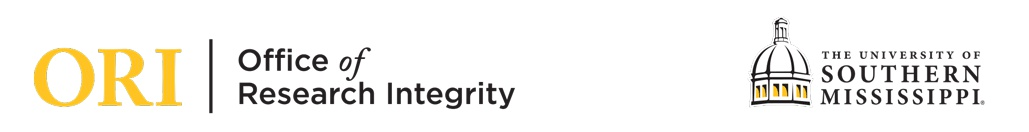 ORI
Office of
Research Integrity
THE UNIVERSITY OF
SOUTHERN
MISSISSIPPI®